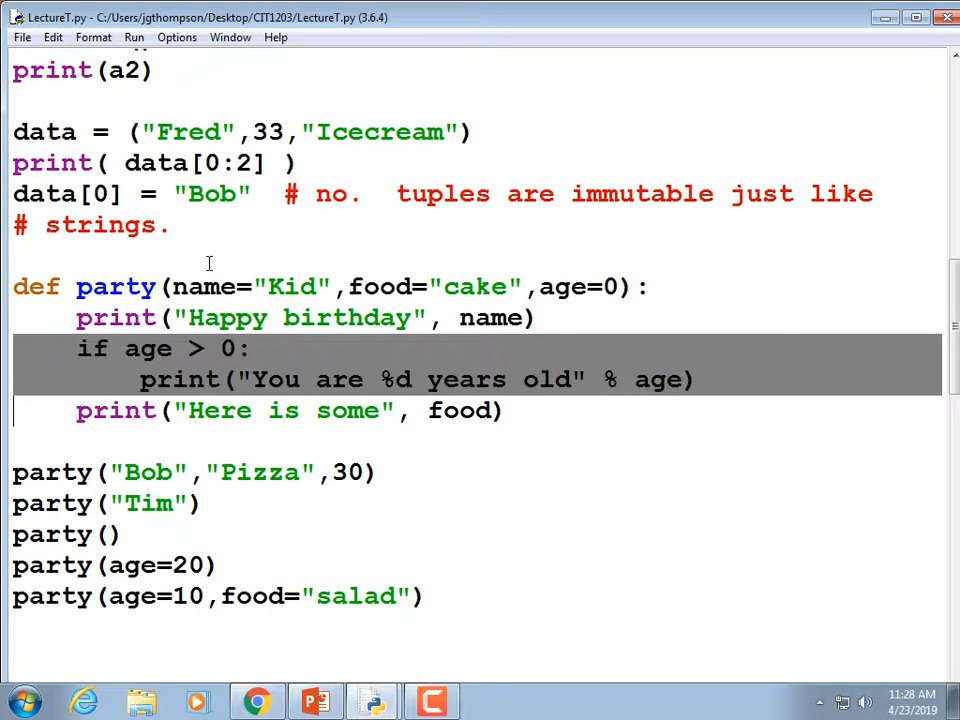 LectureT.py - C:/Users/jgthompson/Desktop/CIT1203/LectureT.py (3.6.4)
File Edit Format Run Options Window Help
print(a2)
data = ("Fred",33,"Icecream")
print( data[0:2] )
data[0] = "Bob"  # no.  tuples are immutable just like
# strings.
def party(name="Kid",food="cake",age=0):
    print("Happy birthday", name)
    if age > 0:
        print("You are %d years old" % age)
    print("Here is some", food)
party("Bob","Pizza",30)
party("Tim")
party()
party(age=20)
party(age=10,food="salad")
11:28 AM
4/23/2019